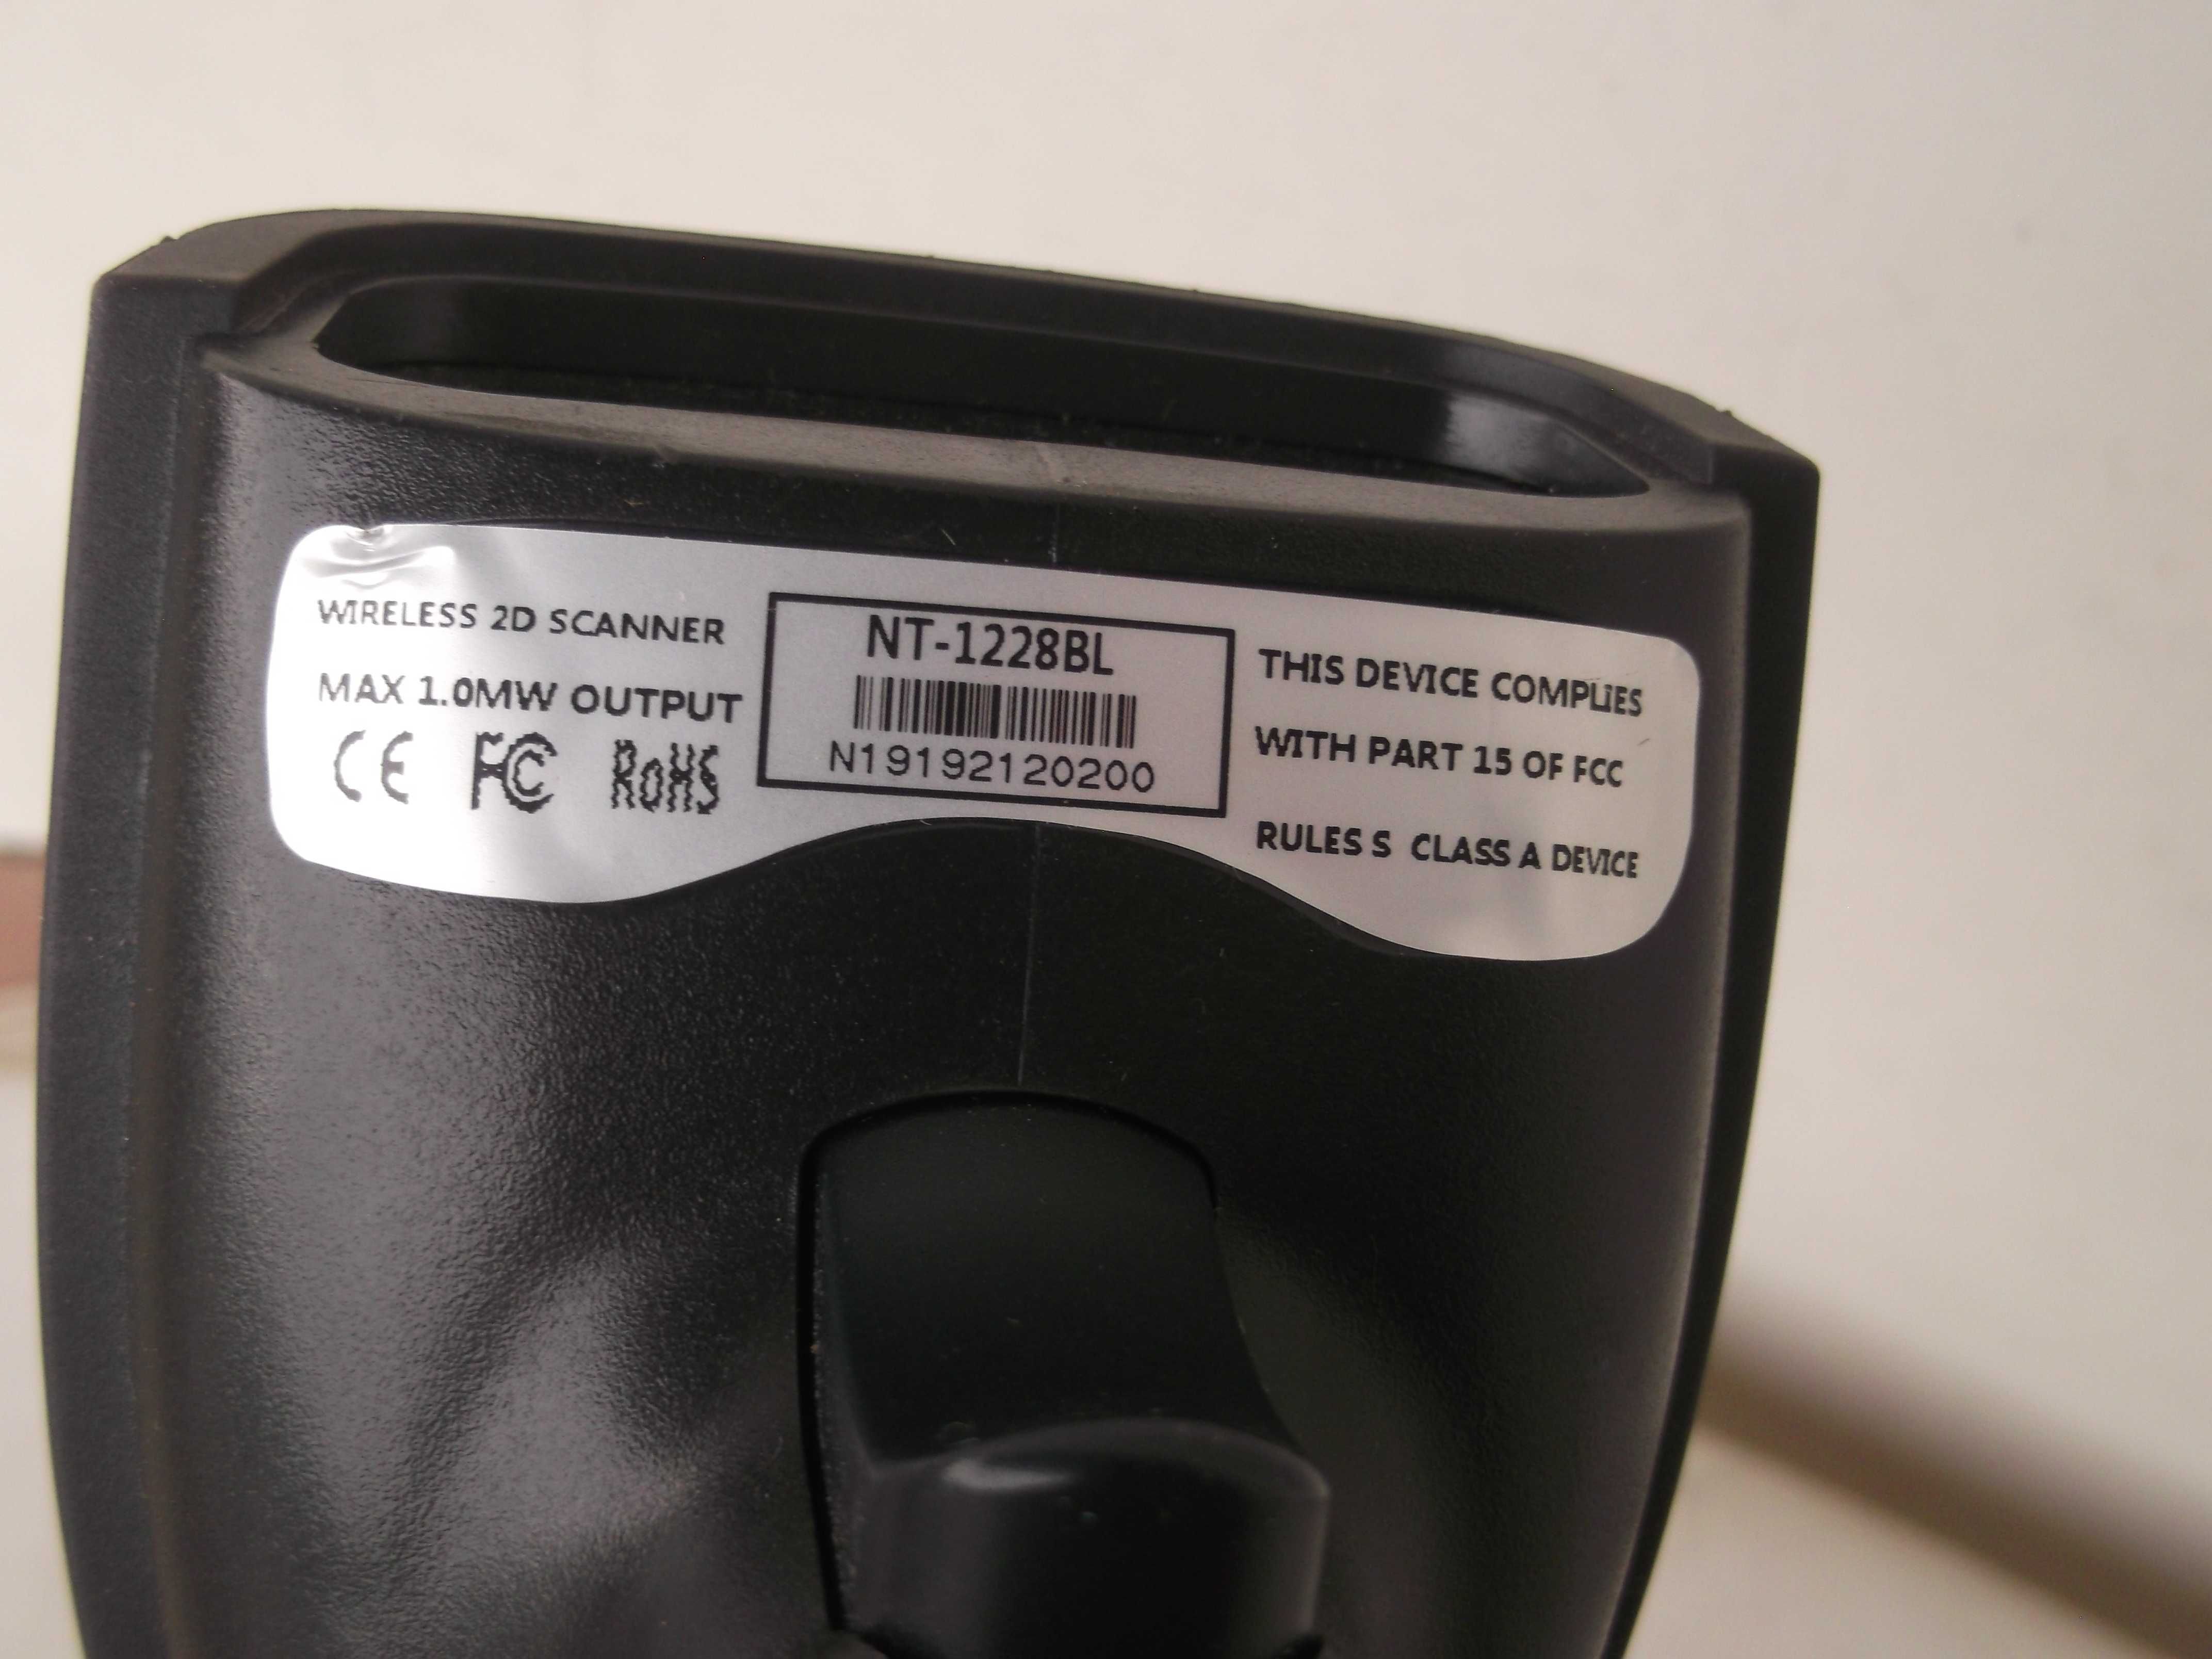 WIRELESS 2D SCANNER
MAX 1.0MW OUTPUT
CE FC RoHS
NT-1228BL
N19192120200
THIS DEVICE COMPLIES
WITH PART 15 OF FCC
RULES S CLASS A DEVICE